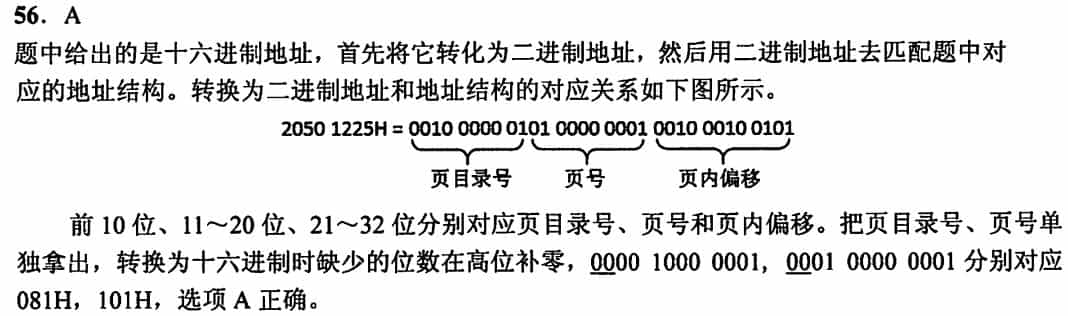 56. A
题中给出的是十六进制地址，首先将它转化为二进制地址，然后用二进制地址去匹配题中对
应的地址结构。转换为二进制地址和地址结构的对应关系如下图所示。
2050 1225H = 0010 0000 0101 0000 0001 0010 0010 0101
页目录号 页号 页内偏移
前 10 位、11～20 位、21～32 位分别对应页目录号、页号和页内偏移。把页目录号、页号单
独拿出，转换为十六进制时缺少的位数在高位补零，0000 1000 0001，0001 0000 0001 分别对应
081H，101H，选项 A 正确。